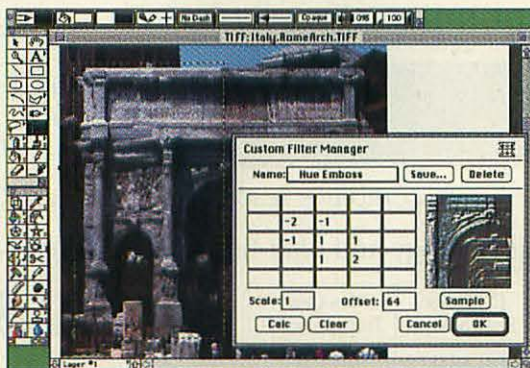 No Dash Opaque 100
TIFF:Italy.RomeArch.TIFF
Custom Filter Manager
Name: Hue Emboss Save... Delete
-2 -1
-1 1 1
1 2
Scale: 1 Offset: 64 Sample
Calc Clear Cancel OK
Layer #1